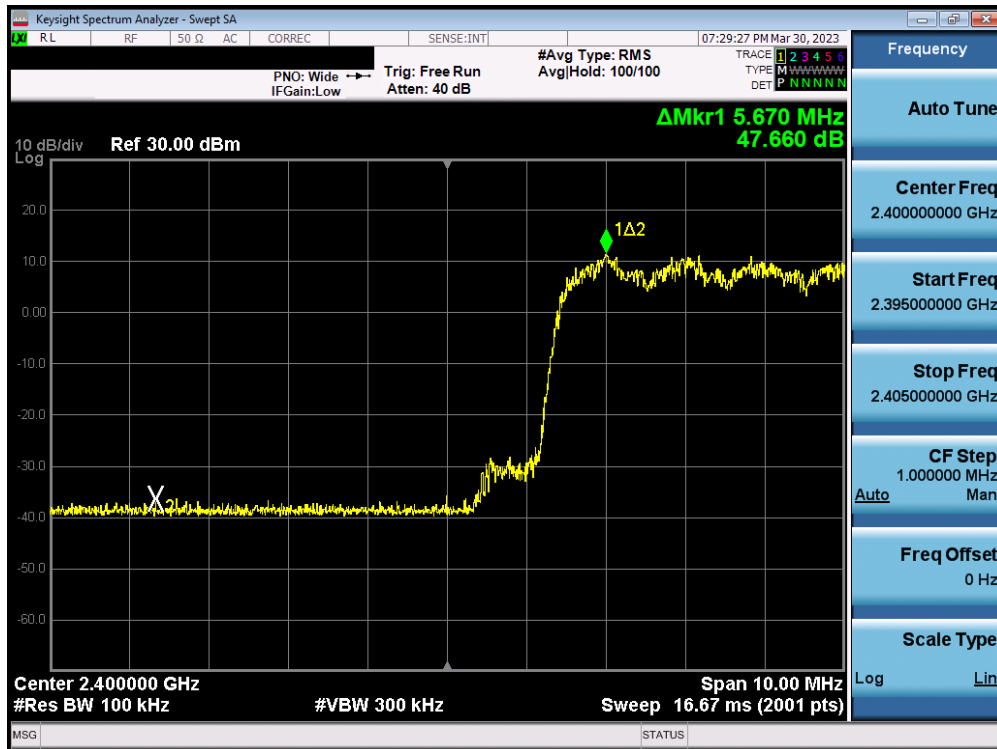 Keysight Spectrum Analyzer - Swept SA
LXI RL RF 50 Ω AC CORREC SENSE:INT 07:29:27 PM Mar 30, 2023
PNO: Wide
IFGain:Low
Trig: Free Run
Atten: 40 dB
#Avg Type: RMS
Avg|Hold: 100/100
TRACE 1 2 3 4 5 6
TYPE M WWWWW
DET P N N N N N
ΔMkr1 5.670 MHz
47.660 dB
10 dB/div Ref 30.00 dBm
Log
20.0
10.0
0.00
-10.0
-20.0
-30.0
-40.0
-50.0
-60.0
1Δ2
X 2
Center 2.400000 GHz Span 10.00 MHz
#Res BW 100 kHz #VBW 300 kHz Sweep 16.67 ms (2001 pts)
MSG STATUS
Frequency
Auto Tune
Center Freq
2.400000000 GHz
Start Freq
2.395000000 GHz
Stop Freq
2.405000000 GHz
CF Step
1.000000 MHz
Auto Man
Freq Offset
0 Hz
Scale Type
Log Lin